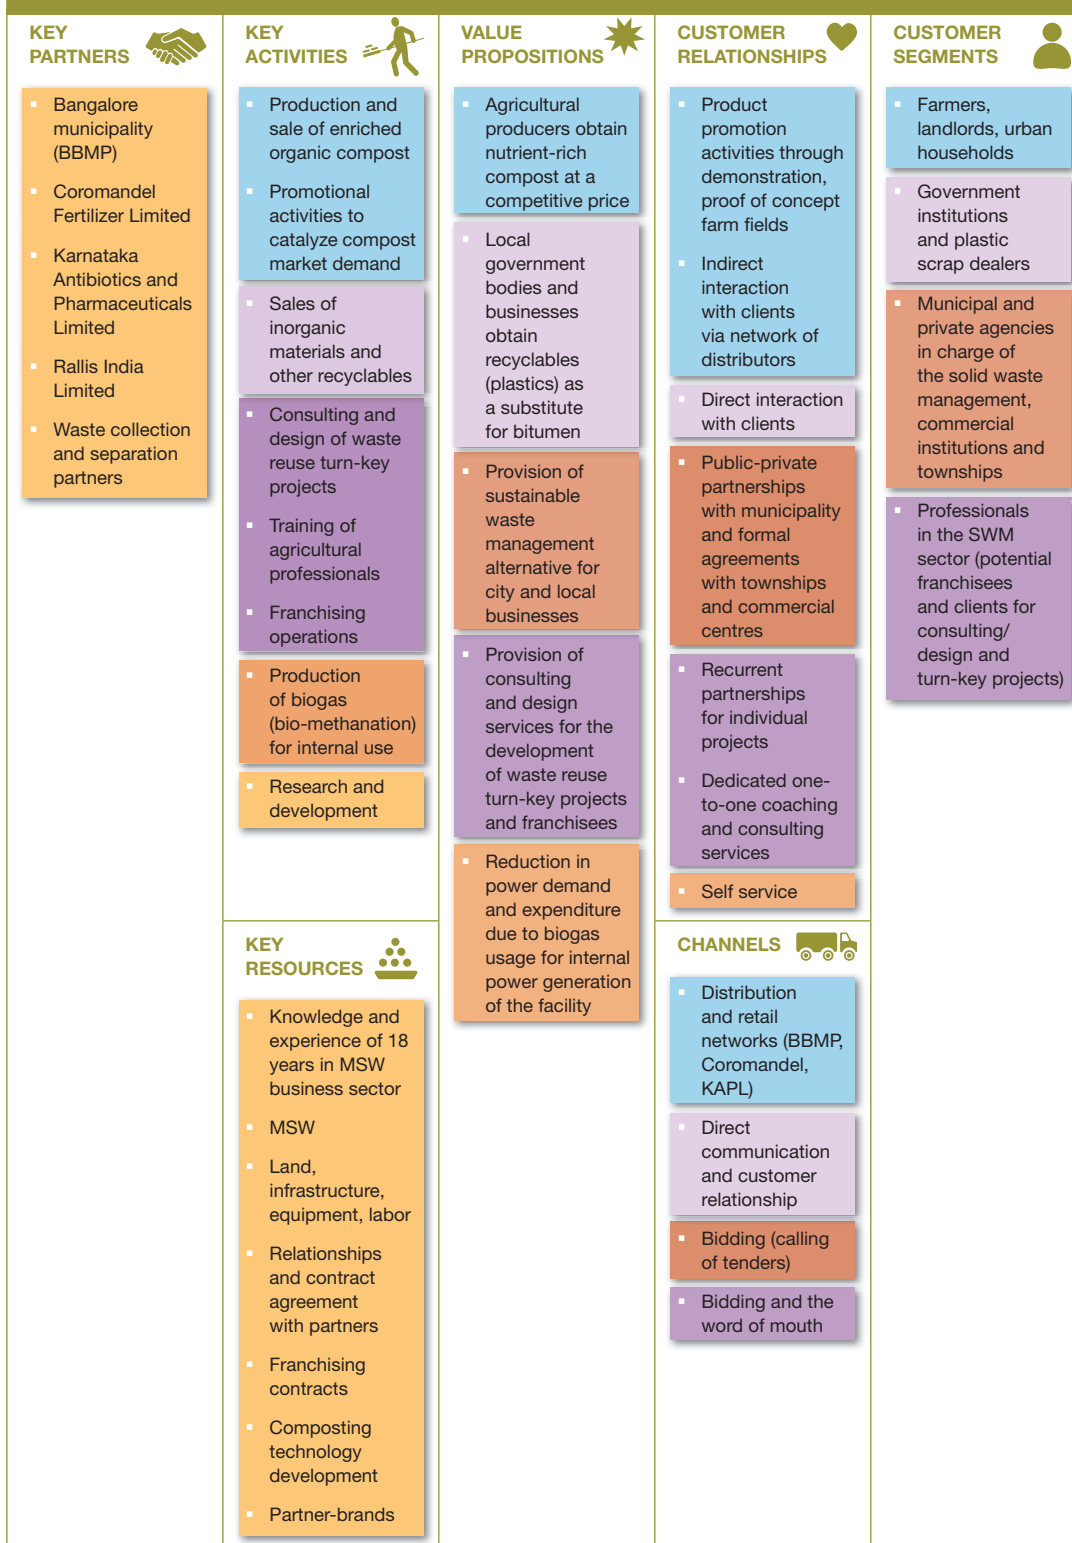 KEY
PARTNERS
Bangalore
municipality
(BBMP)
Coromandel
Fertilizer Limited
Karnataka
Antibiotics and
Pharmaceuticals
Limited
Rallis India
Limited
Waste collection
and separation
partners
KEY
ACTIVITIES
Production and
sale of enriched
organic compost
Promotional
activities to
catalyze compost
market demand
Sales of
inorganic
materials and
other recyclables
Consulting and
design of waste
reuse turn-key
projects
Training of
agricultural
professionals
Franchising
operations
Production
of biogas
(bio-methanation)
for internal use
Research and
development
KEY
RESOURCES
Knowledge and
experience of 18
years in MSW
business sector
MSW
Land,
infrastructure,
equipment, labor
Relationships
and contract
agreement
with partners
Franchising
contracts
Composting
technology
development
Partner-brands
VALUE
PROPOSITIONS
Agricultural
producers obtain
nutrient-rich
compost at a
competitive price
Local
government
bodies and
businesses
obtain
recyclables
(plastics) as
a substitute
for bitumen
Provision of
sustainable
waste
management
alternative for
city and local
businesses
Provision of
consulting
and design
services for the
development
of waste reuse
turn-key projects
and franchisees
Reduction in
power demand
and expenditure
due to biogas
usage for internal
power generation
of the facility
CUSTOMER
RELATIONSHIPS
Product
promotion
activities through
demonstration,
proof of concept
farm fields
Indirect
interaction
with clients
via network of
distributors
Direct interaction
with clients
Public-private
partnerships
with municipality
and formal
agreements
with townships
and commercial
centres
Recurrent
partnerships
for individual
projects
Dedicated one-
to-one coaching
and consulting
services
Self service
CHANNELS
Distribution
and retail
networks (BBMP,
Coromandel,
KAPL)
Direct
communication
and customer
relationship
Bidding (calling
of tenders)
Bidding and the
word of mouth
CUSTOMER
SEGMENTS
Farmers,
landlords, urban
households
Government
institutions
and plastic
scrap dealers
Municipal and
private agencies
in charge of
the solid waste
management,
commercial
institutions and
townships
Professionals
in the SWM
sector (potential
franchisees
and clients for
consulting/
design and
turn-key projects)